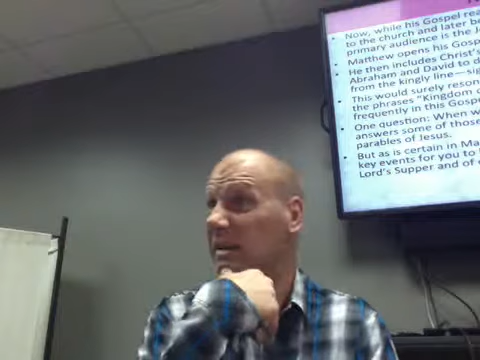 Now, while his Gospel rea
to the church and later be
primary audience is the Je
Matthew opens his Gosp
He then includes Christ's
Abraham and David to d
from the kingly line—sig
This would surely reson
the phrases "Kingdom o
frequently in this Gospe
One question: When w
answers some of those
parables of Jesus.
But as is certain in Ma
key events for you to
Lord's Supper and of